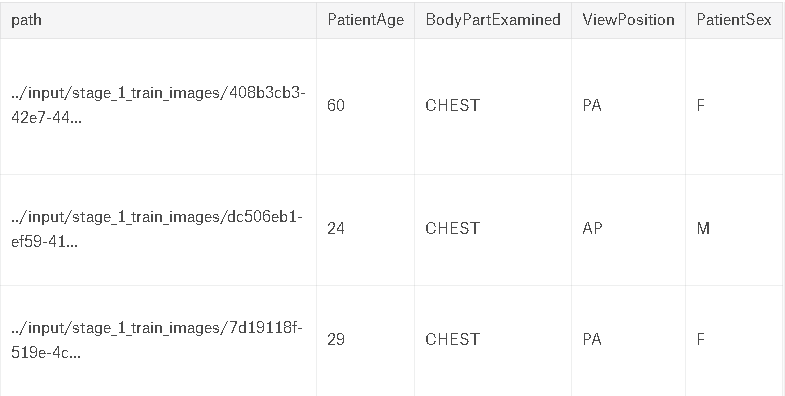 path PatientAge BodyPartExamined ViewPosition PatientSex
../input/stage_1_train_images/408b3cb3-
42e7-44... 60 CHEST PA F
../input/stage_1_train_images/dc506eb1-
ef59-41... 24 CHEST AP M
../input/stage_1_train_images/7d19118f-
519e-4c... 29 CHEST PA F